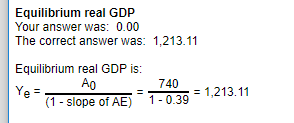 Equilibrium real GDP
Your answer was: 0.00
The correct answer was: 1,213.11
Equilibrium real GDP is:
Ye = A0 / (1 - slope of AE) = 740 / 1 - 0.39 = 1,213.11